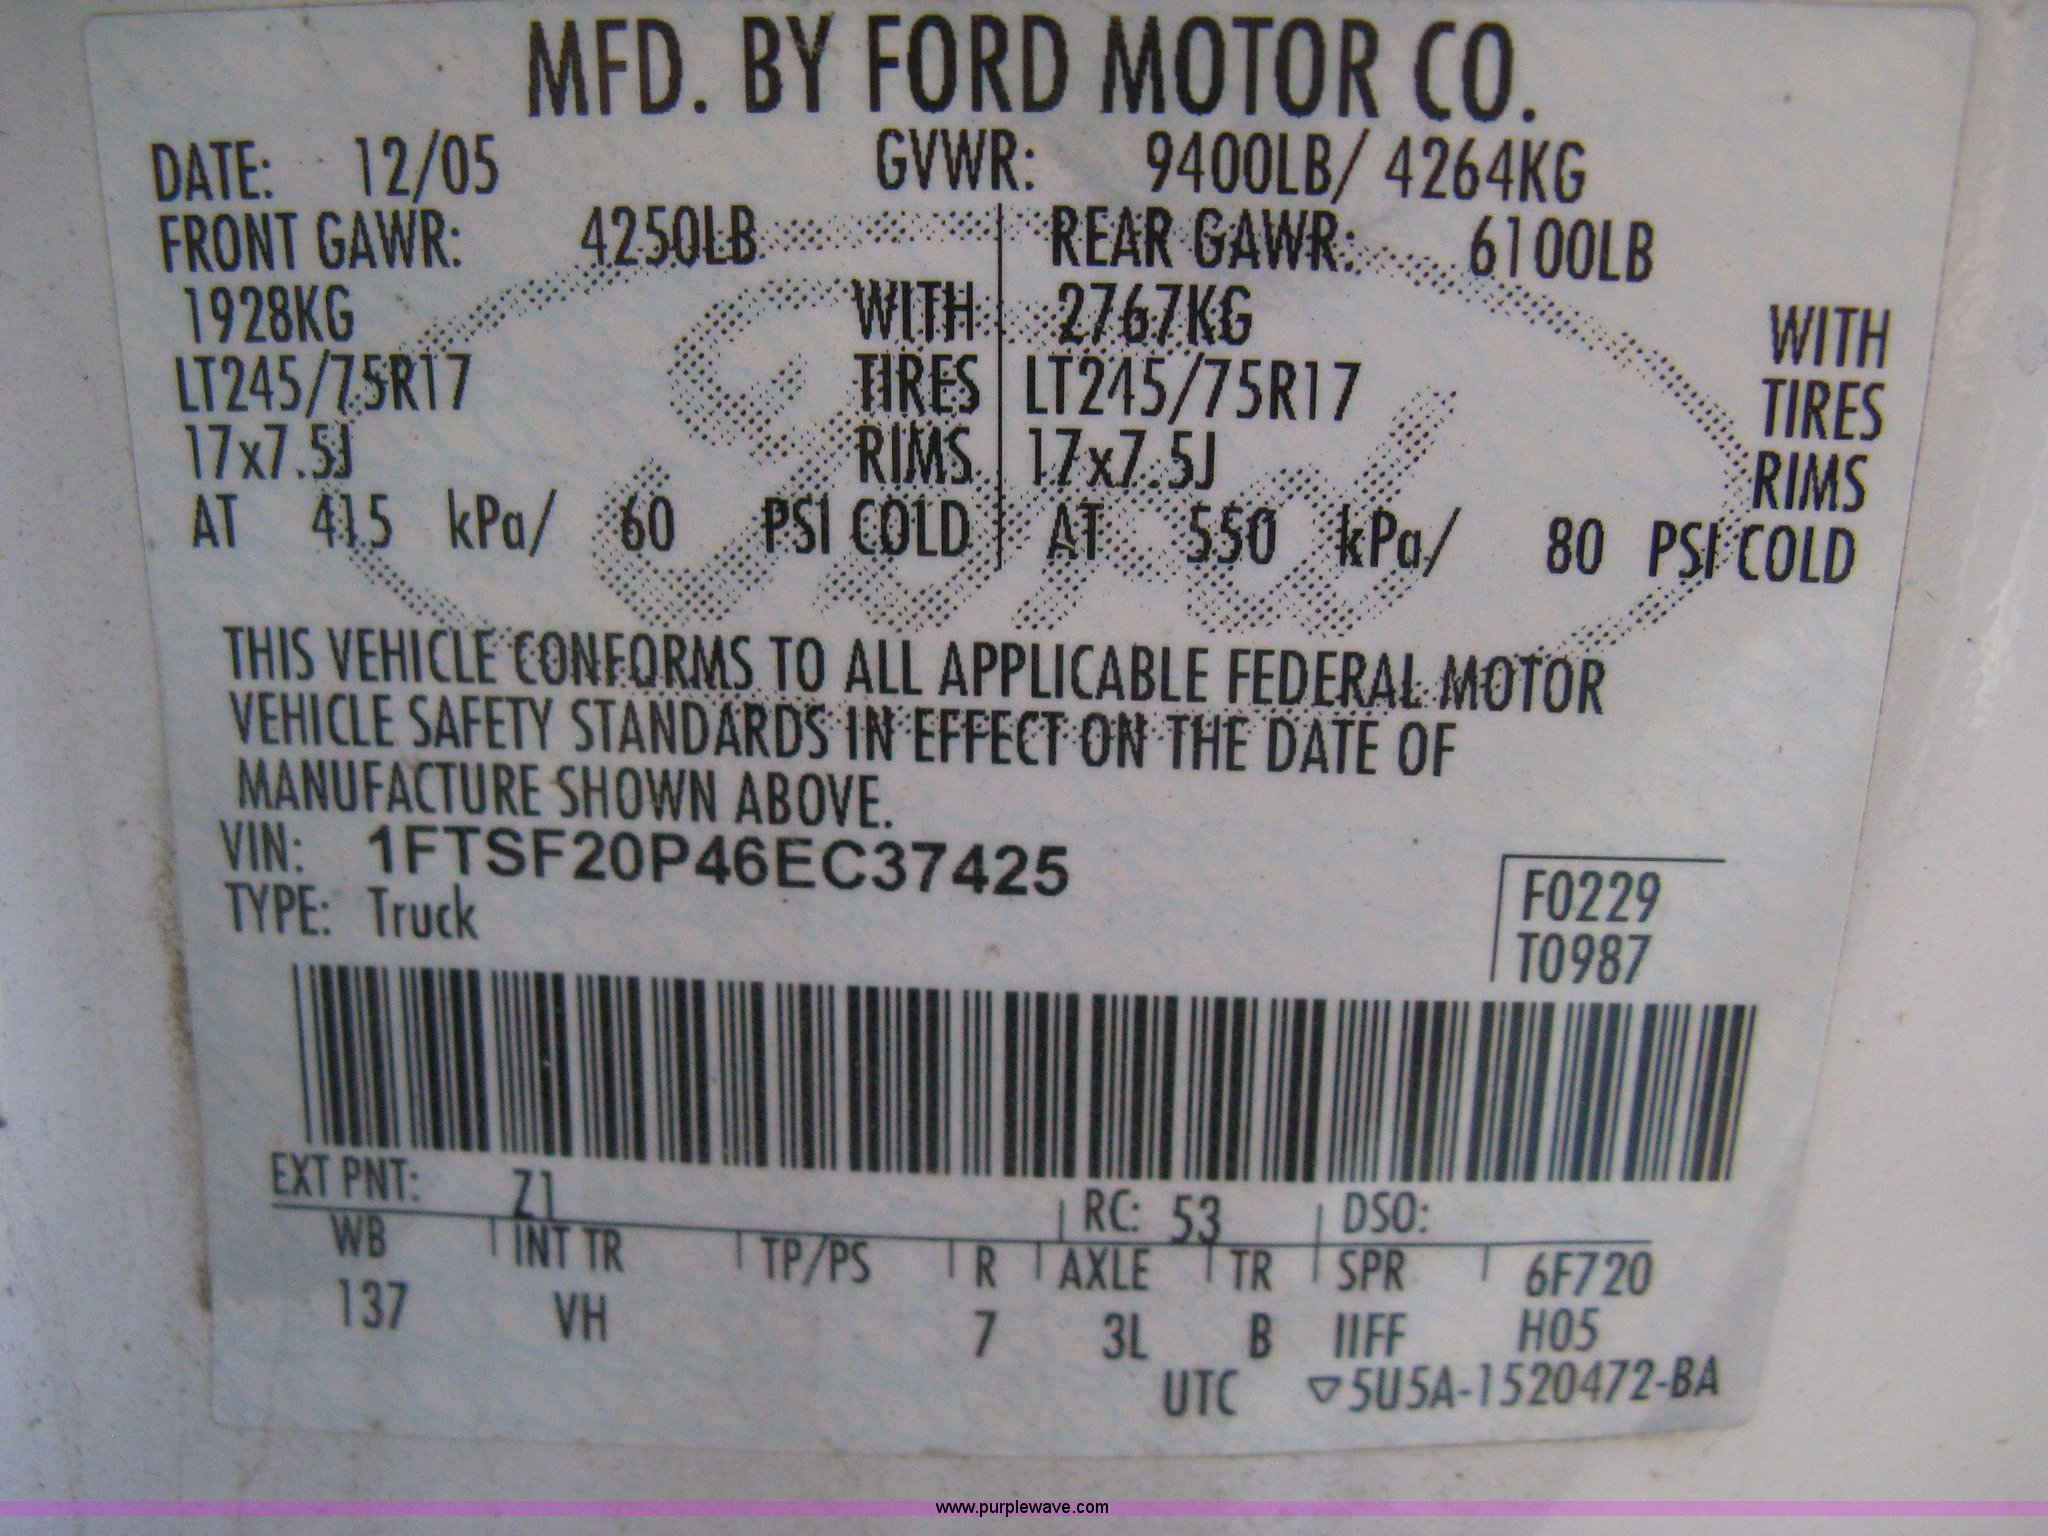 MFD. BY FORD MOTOR CO.
DATE: 12/05 GVWR: 9400LB/ 4264KG
FRONT GAWR: 4250LB REAR GAWR: 6100LB
1928KG WITH 2767KG WITH
LT245/75R17 TIRES LT245/75R17 TIRES
17x7.5J RIMS 17x7.5J RIMS
AT 415 kPa/ 60 PSI COLD AT 550 kPa/ 80 PSI COLD
THIS VEHICLE CONFORMS TO ALL APPLICABLE FEDERAL MOTOR
VEHICLE SAFETY STANDARDS IN EFFECT ON THE DATE OF
MANUFACTURE SHOWN ABOVE.
VIN: 1FTSF20P46EC37425
TYPE: Truck
F0229
T0987
EXT PNT: Z1 RC: 53 DSO:
WB INT TR TP/PS R AXLE TR SPR 6F720
137 VH 7 3L B IIFF H05
UTC ▽5U5A-1520472-BA
www.purplewave.com